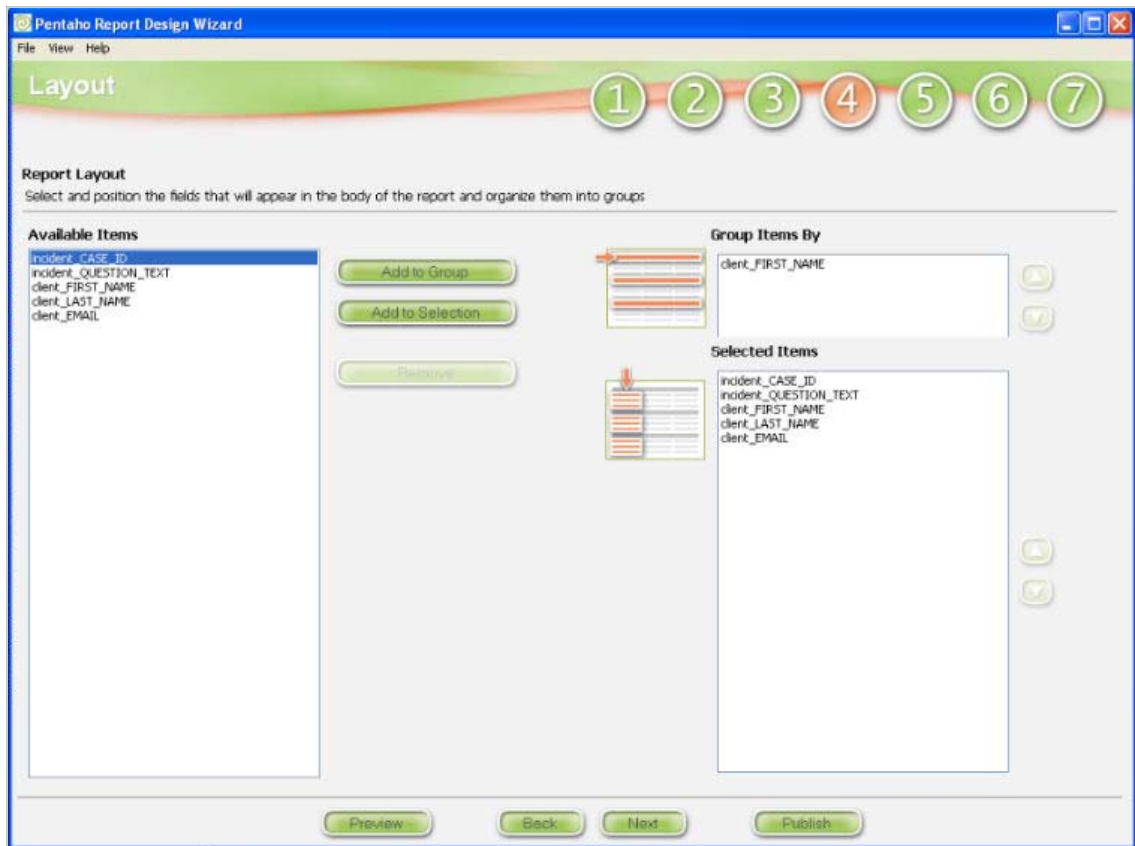 Pentaho Report Design Wizard
File View Help
Layout
1 2 3 4 5 6 7
Report Layout
Select and position the fields that will appear in the body of the report and organize them into groups
Available Items
incident_CASE_ID
incident_QUESTION_TEXT
client_FIRST_NAME
client_LAST_NAME
client_EMAIL
Add to Group
Add to Selection
Remove
Group Items By
client_FIRST_NAME
Selected Items
incident_CASE_ID
incident_QUESTION_TEXT
client_FIRST_NAME
client_LAST_NAME
client_EMAIL
Preview Back Next Publish